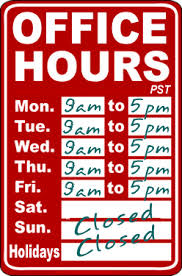 OFFICE
HOURS
PST
Mon. 9am to 5pm
Tue. 9am to 5pm
Wed. 9am to 5pm
Thu. 9am to 5pm
Fri. 9am to 5pm
Sat.
Closed
Sun.
Holidays Closed